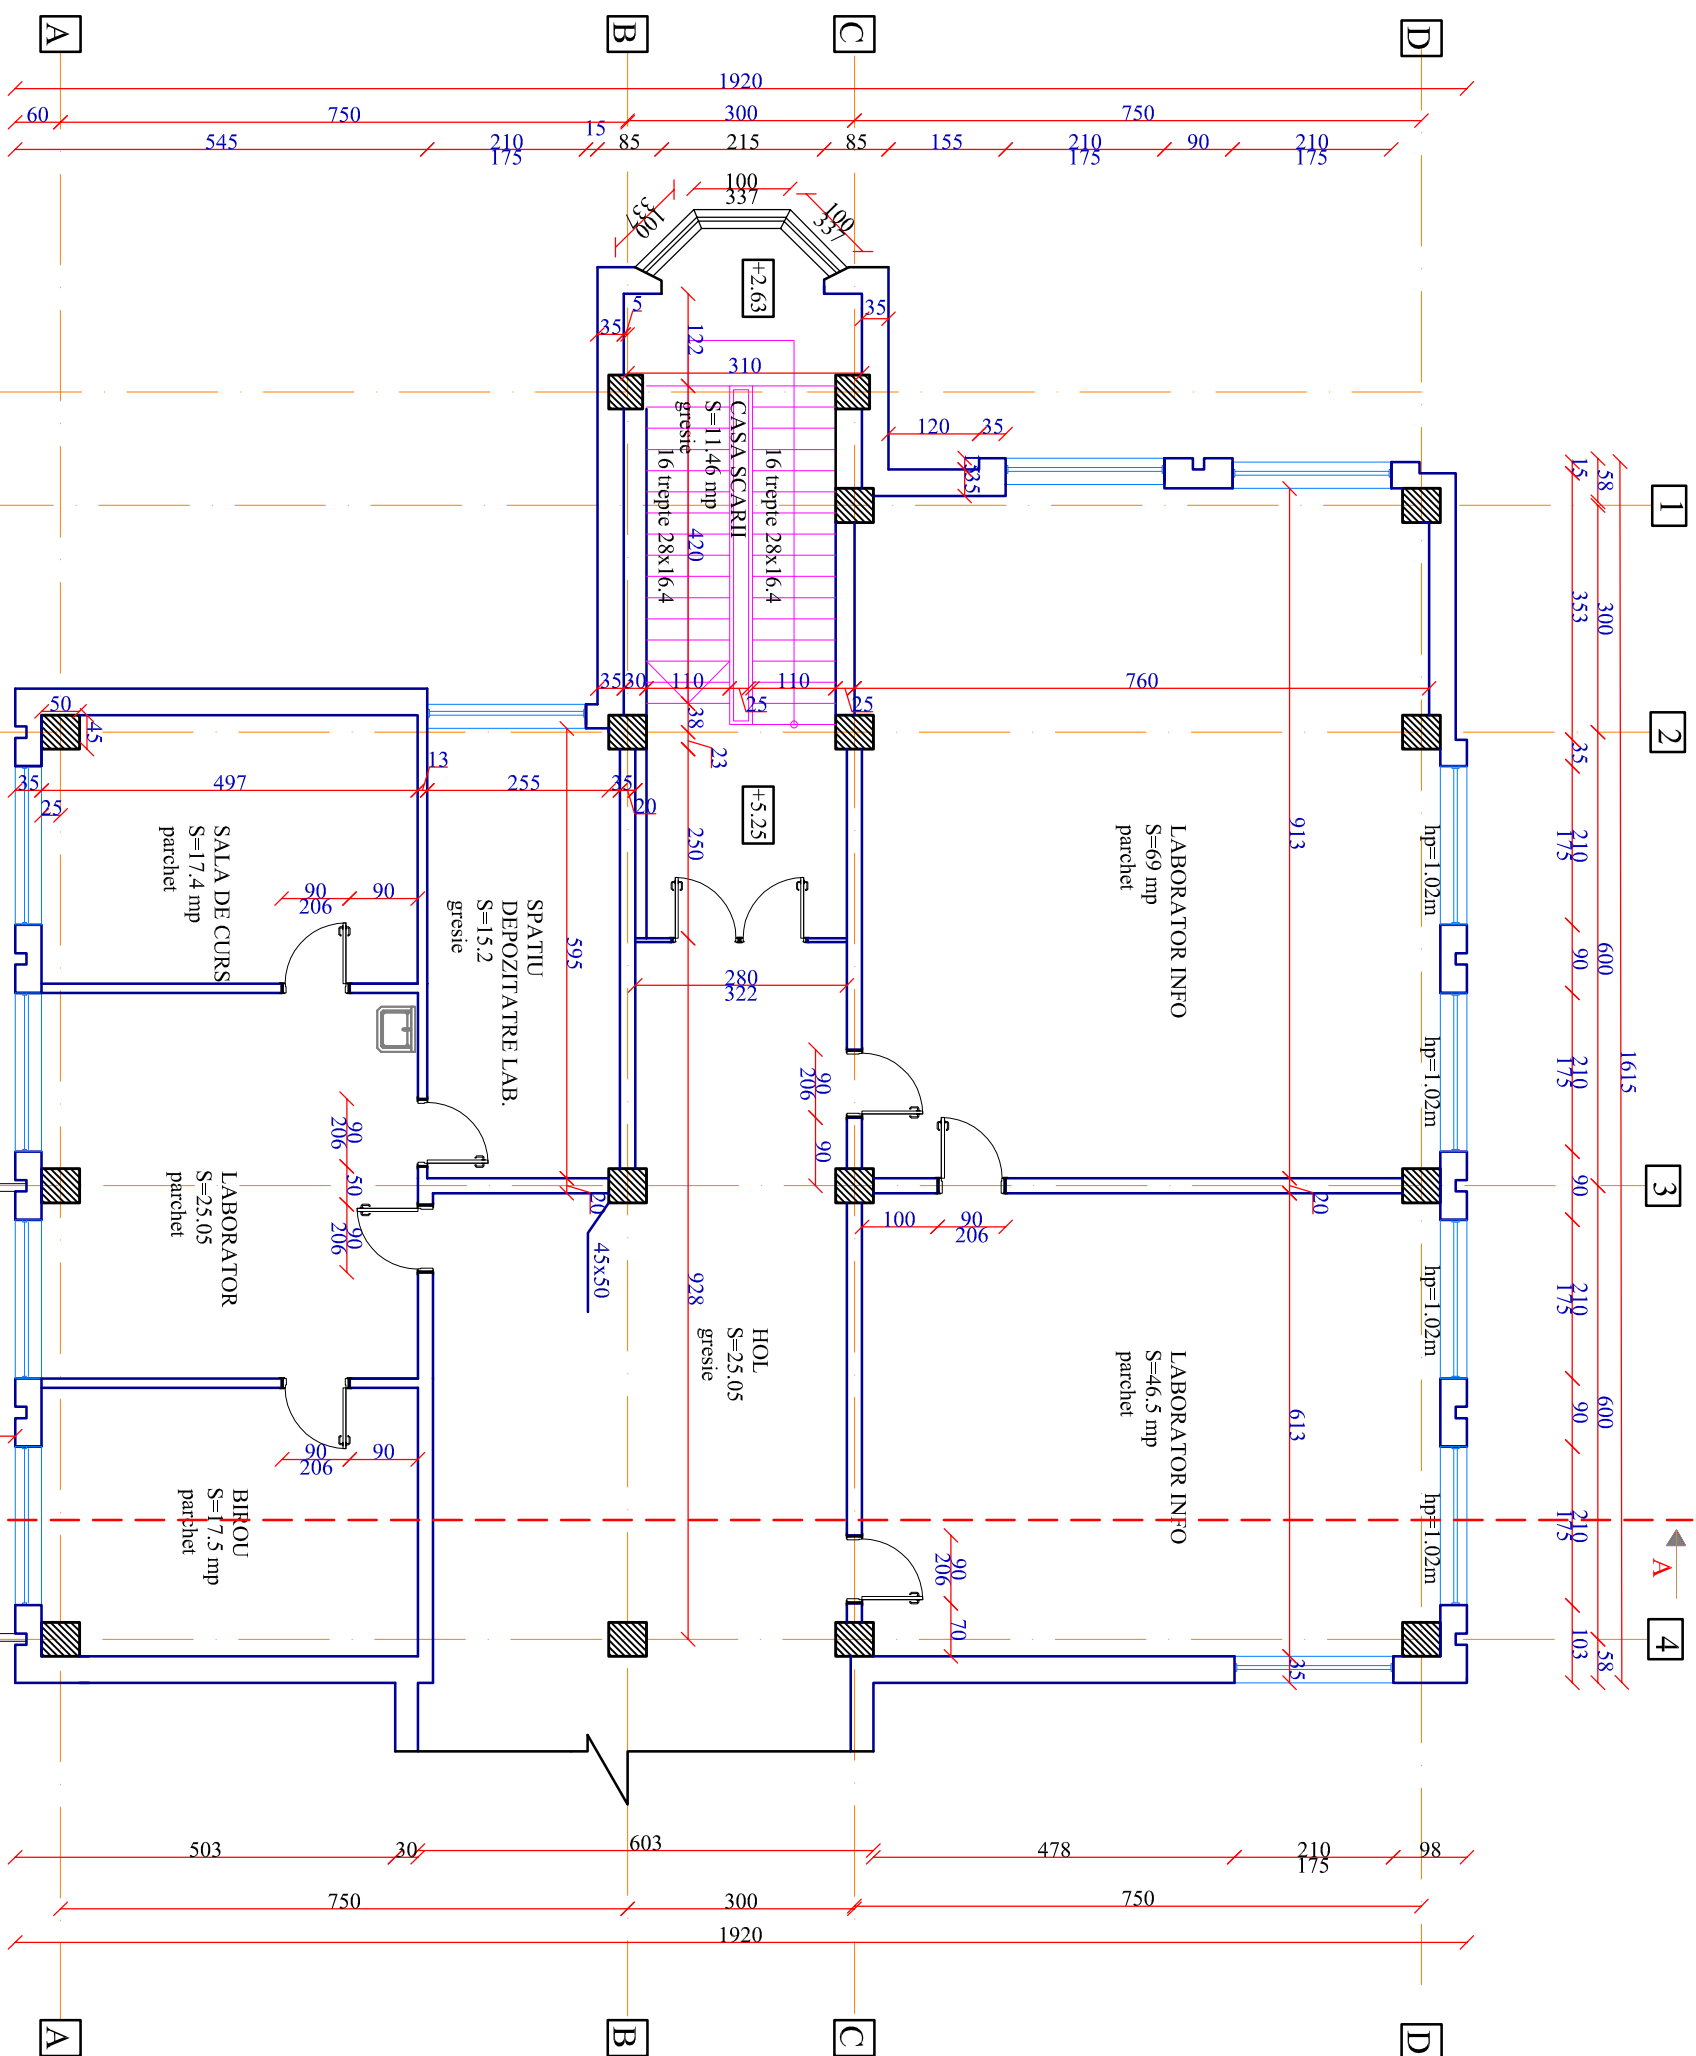 A
B
C
D
1920
60
750
300
750
545
210
175
15
85
215
85
155
210
175
90
210
175
100
337
100
337
100
337
+2.63
35
5
35
122
310
120
35
15
35
CASA SCARII
S=11.46 mp
gresie
16 trepte 28x16.4
16 trepte 28x16.4
420
35
30
110
25
110
25
760
38
23
250
+5.25
15
58
353
300
1615
35
210
175
90
600
210
175
90
210
175
90
600
210
175
103
58
1
2
3
4
A
50
45
35
25
497
13
255
35
20
SALA DE CURS
S=17.4 mp
parchet
90
206
90
SPATIU
DEPOZITATRE LAB.
S=15.2
gresie
595
280
322
LABORATOR INFO
S=69 mp
parchet
913
hp=1.02m
hp=1.02m
hp=1.02m
hp=1.02m
90
206
90
90
206
50
90
206
20
45x50
100
90
206
20
LABORATOR
S=25.05
parchet
928
HOL
S=25.05
gresie
LABORATOR INFO
S=46.5 mp
parchet
613
90
206
90
BIROU
S=17.5 mp
parchet
90
206
70
35
503
30
603
478
210
175
98
750
300
750
1920
A
B
C
D